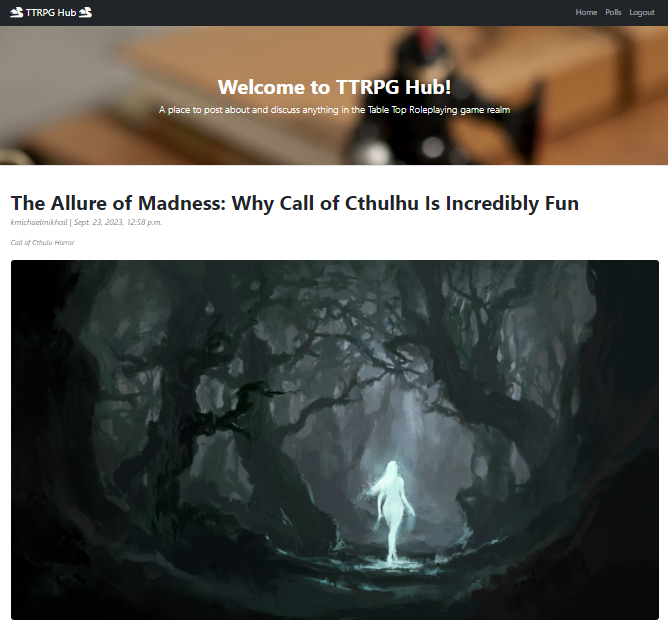 TTRPG Hub
Home Polls Logout
Welcome to TTRPG Hub!
A place to post about and discuss anything in the Table Top Roleplaying game realm
The Allure of Madness: Why Call of Cthulhu Is Incredibly Fun
kmichaelmikhail | Sept. 23, 2023, 12:58 p.m.
Call of Cthulu Horror